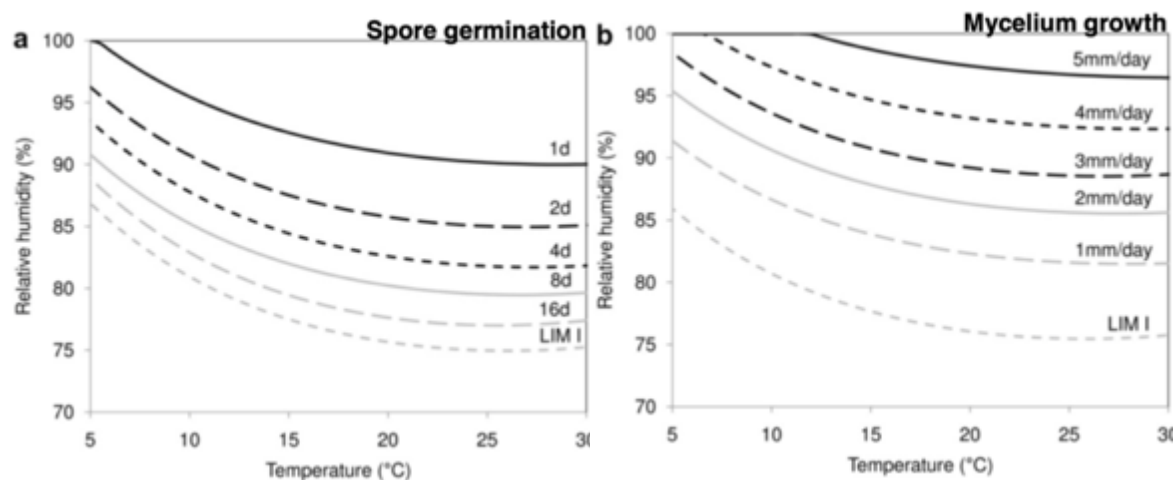 a
Spore germination
100
95
90
85
80
75
70
Relative humidity (%)
1d
2d
4d
8d
16d
LIM I
5
10
15
20
25
30
Temperature (°C)
b
Mycelium growth
100
95
90
85
80
75
70
Relative humidity (%)
5mm/day
4mm/day
3mm/day
2mm/day
1mm/day
LIM I
5
10
15
20
25
30
Temperature (°C)